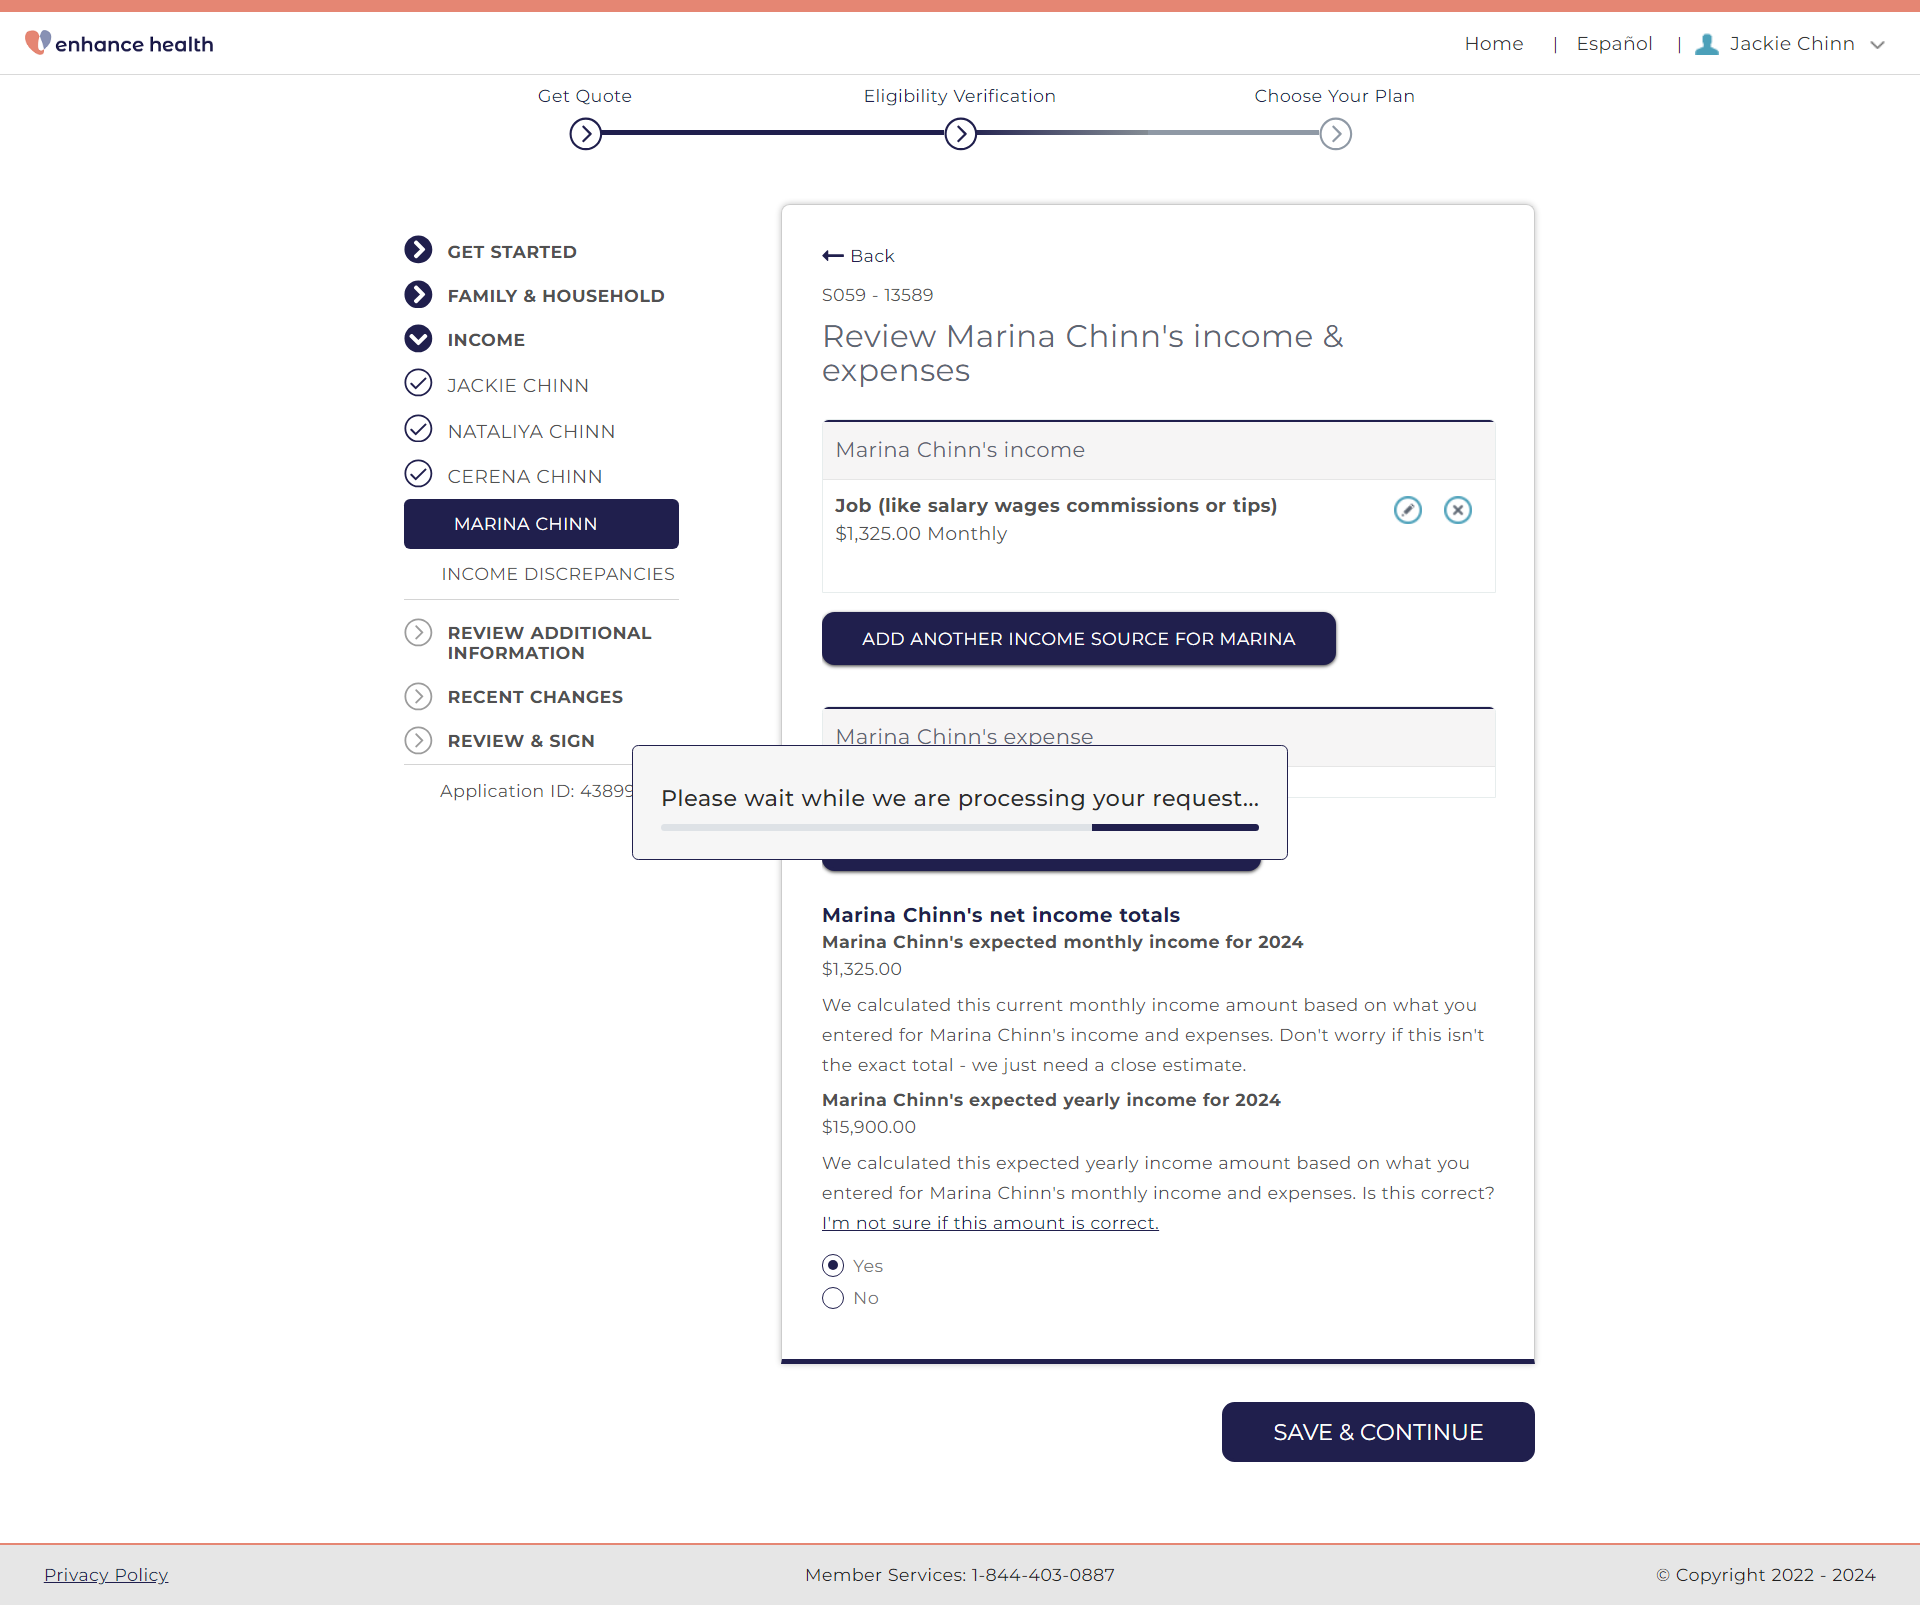 enhance health
Home | Español | Jackie Chinn
Get Quote
Eligibility Verification
Choose Your Plan
GET STARTED
FAMILY & HOUSEHOLD
INCOME
JACKIE CHINN
NATALIYA CHINN
CERENA CHINN
MARINA CHINN
INCOME DISCREPANCIES
REVIEW ADDITIONAL
INFORMATION
RECENT CHANGES
REVIEW & SIGN
Application ID: 43899
Back
S059 - 13589
Review Marina Chinn's income &
expenses
Marina Chinn's income
Job (like salary wages commissions or tips)
$1,325.00 Monthly
ADD ANOTHER INCOME SOURCE FOR MARINA
Marina Chinn's expense
Please wait while we are processing your request...
Marina Chinn's net income totals
Marina Chinn's expected monthly income for 2024
$1,325.00
We calculated this current monthly income amount based on what you
entered for Marina Chinn's income and expenses. Don't worry if this isn't
the exact total - we just need a close estimate.
Marina Chinn's expected yearly income for 2024
$15,900.00
We calculated this expected yearly income amount based on what you
entered for Marina Chinn's monthly income and expenses. Is this correct?
I'm not sure if this amount is correct.
Yes
No
SAVE & CONTINUE
Privacy Policy
Member Services: 1-844-403-0887
© Copyright 2022 - 2024